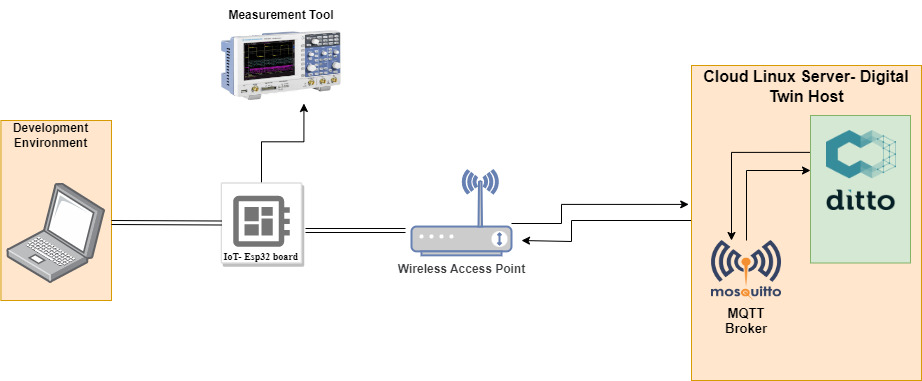 Measurement Tool
Cloud Linux Server- Digital
Twin Host
Development
Environment
ditto
IoT- Esp32 board
Wireless Access Point
mosquitto
MQTT
Broker